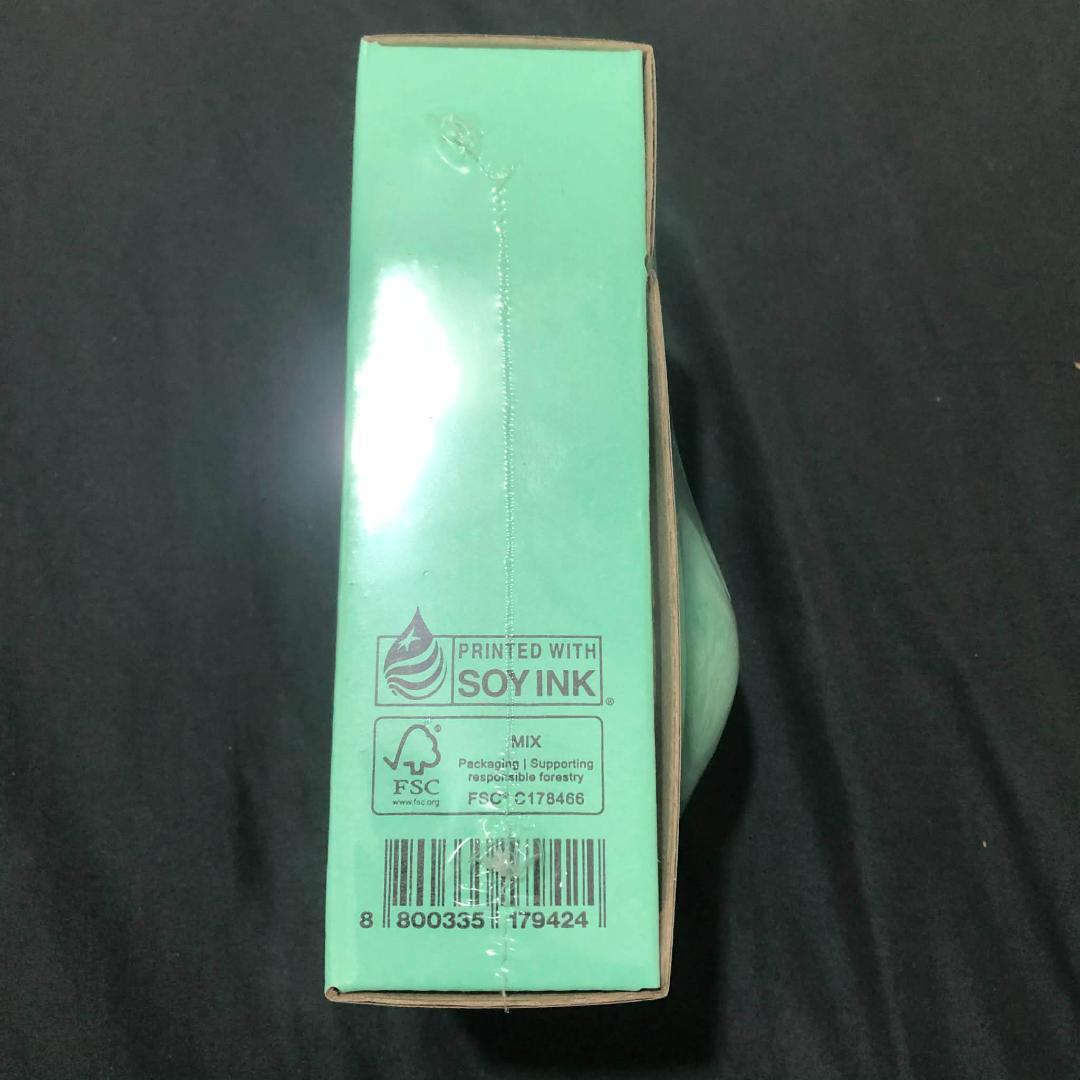 PRINTED WITH
SOY INK®
FSC®
www.fsc.org
MIX
Packaging | Supporting
responsible forestry
FSC® C178466
8 800335 179424